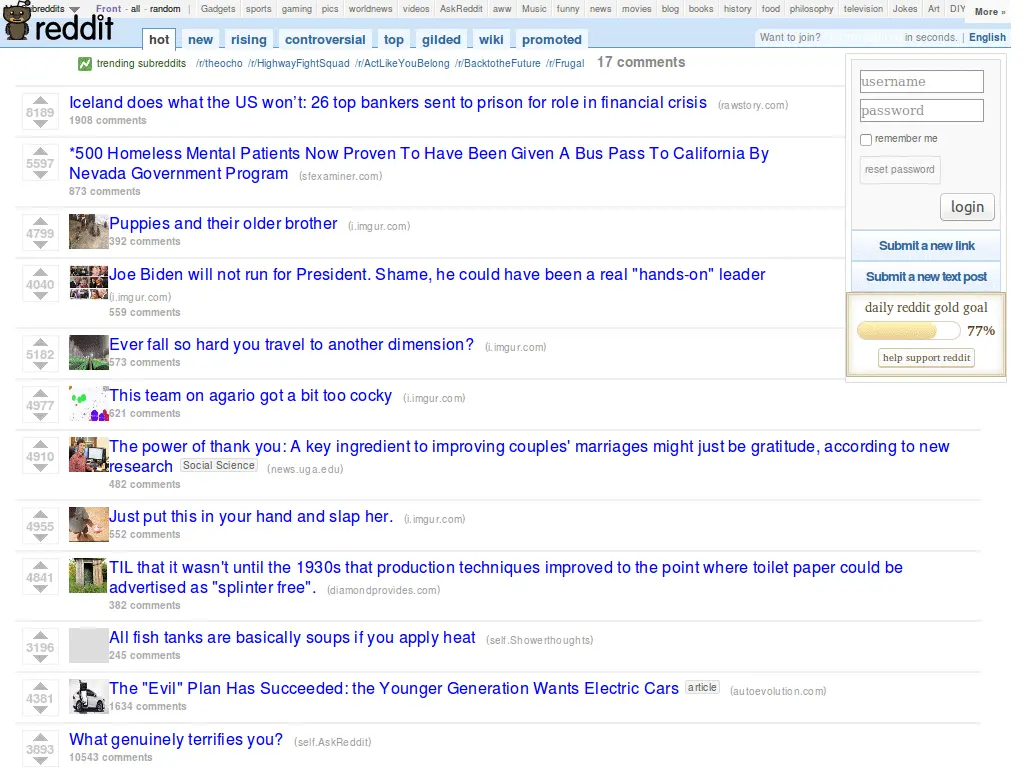 subreddits Front - all - random | Gadgets sports gaming pics worldnews videos AskReddit aww Music funny news movies blog books history food philosophy television Jokes Art DIY More »
reddit hot new rising controversial top gilded wiki promoted
Want to join? in seconds. | English
trending subreddits /r/theocho /r/HighwayFightSquad /r/ActLikeYouBelong /r/BacktotheFuture /r/Frugal 17 comments
username
password
remember me
reset password
login
Submit a new link
Submit a new text post
daily reddit gold goal
77%
help support reddit
8189
Iceland does what the US won't: 26 top bankers sent to prison for role in financial crisis (rawstory.com)
1908 comments
5597
*500 Homeless Mental Patients Now Proven To Have Been Given A Bus Pass To California By
Nevada Government Program (sfexaminer.com)
873 comments
4799
Puppies and their older brother (i.imgur.com)
392 comments
4040
Joe Biden will not run for President. Shame, he could have been a real "hands-on" leader
(i.imgur.com)
559 comments
5182
Ever fall so hard you travel to another dimension? (i.imgur.com)
573 comments
4977
This team on agario got a bit too cocky (i.imgur.com)
621 comments
4910
The power of thank you: A key ingredient to improving couples' marriages might just be gratitude, according to new
research Social Science (news.uga.edu)
482 comments
4955
Just put this in your hand and slap her. (i.imgur.com)
552 comments
4841
TIL that it wasn't until the 1930s that production techniques improved to the point where toilet paper could be
advertised as "splinter free". (diamondprovides.com)
382 comments
3196
All fish tanks are basically soups if you apply heat (self.Showerthoughts)
245 comments
4381
The "Evil" Plan Has Succeeded: the Younger Generation Wants Electric Cars article (autoevolution.com)
1634 comments
3893
What genuinely terrifies you? (self.AskReddit)
10543 comments